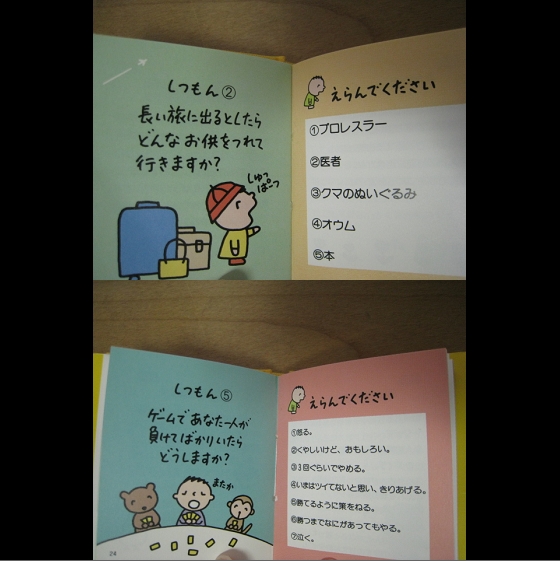 しつもん②
長い旅に出るとしたら
どんなお供をつれて
行きますか?
しゅっ
ぱーつ
えらんでください
①プロレスラー
②医者
③クマのぬいぐるみ
④オウム
⑤本
しつもん⑤
ゲームであなた一人が
負けてばかりいたら
どうしますか?
またか
24
えらんでください
①怒る。
②くやしいけど、おもしろい。
③3回ぐらいでやめる。
④いまはツイてないと思い、きりあげる。
⑤勝てるように策をねる。
⑥勝つまでなにがあってもやる。
⑦泣く。